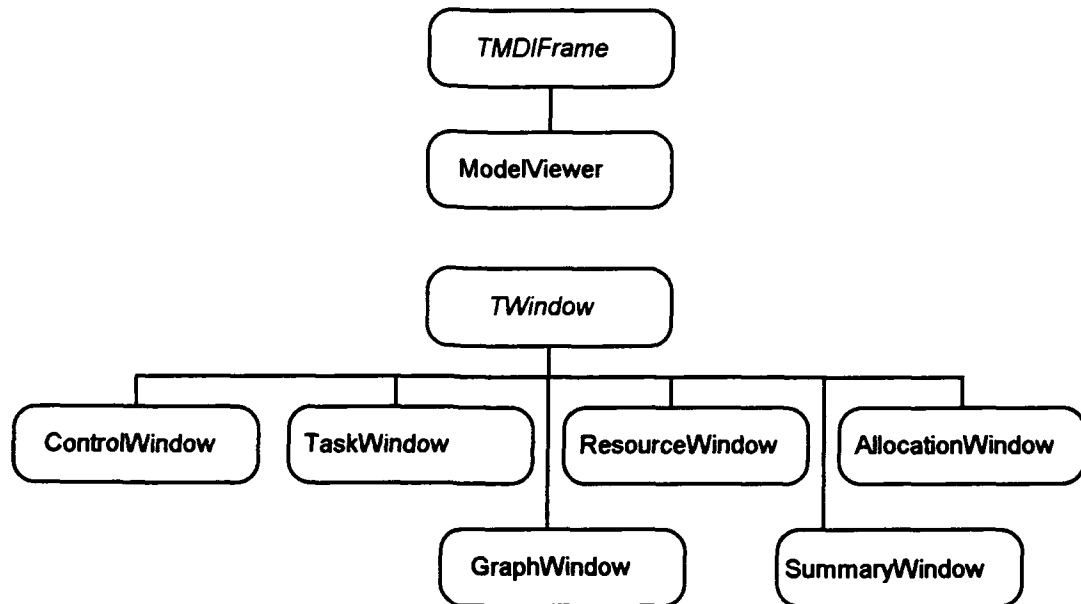 TMDIFrame
ModelViewer
TWindow
ControlWindow
TaskWindow
ResourceWindow
AllocationWindow
GraphWindow
SummaryWindow